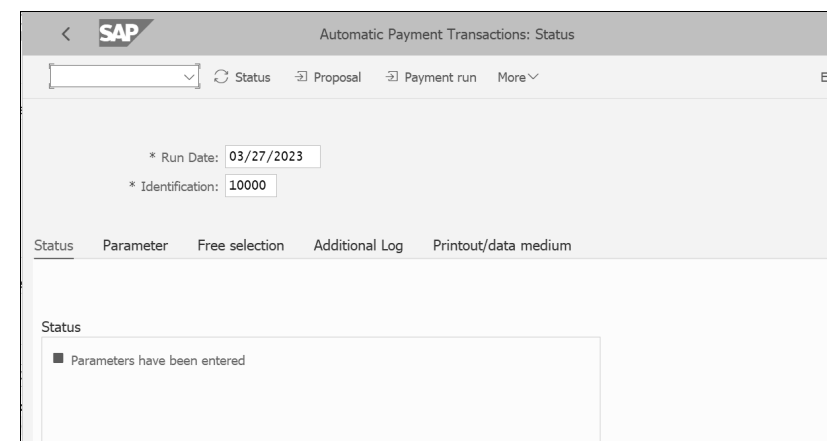 SAP Automatic Payment Transactions: Status
Status Proposal Payment run More E
* Run Date: 03/27/2023
* Identification: 10000
Status Parameter Free selection Additional Log Printout/data medium
Status
Parameters have been entered